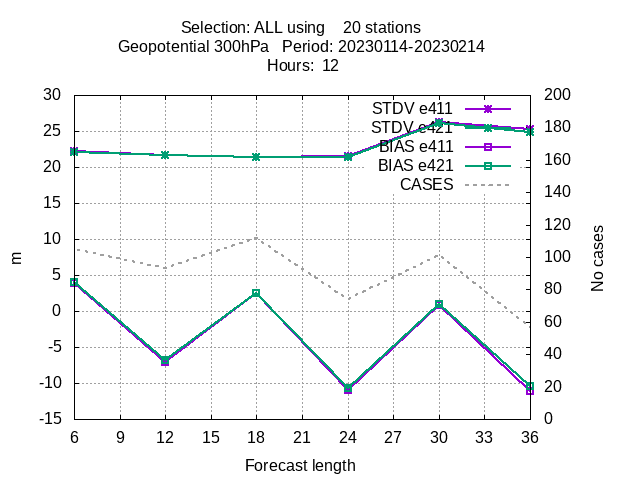 Selection: ALL using    20 stations
Geopotential 300hPa   Period: 20230114-20230214
Hours:  12
30
25
20
15
10
5
0
-5
-10
-15
m
STDV e411
STDV e421
BIAS e411
BIAS e421
CASES
200
180
160
140
120
100
80
60
40
20
0
No cases
6 9 12 15 18 21 24 27 30 33 36
Forecast length